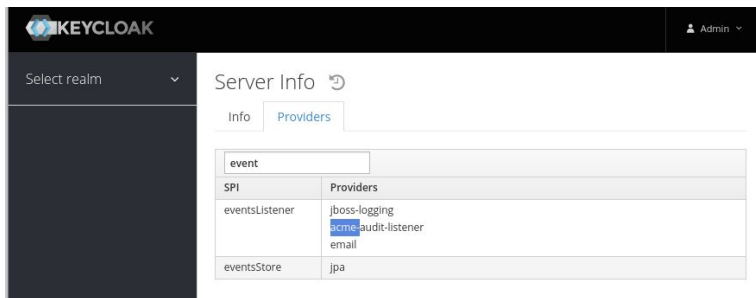 KEYCLOAK
Admin
Select realm
Server Info
Info Providers
event
SPI Providers
eventsListener jboss-logging
acme-audit-listener
email
eventsStore jpa